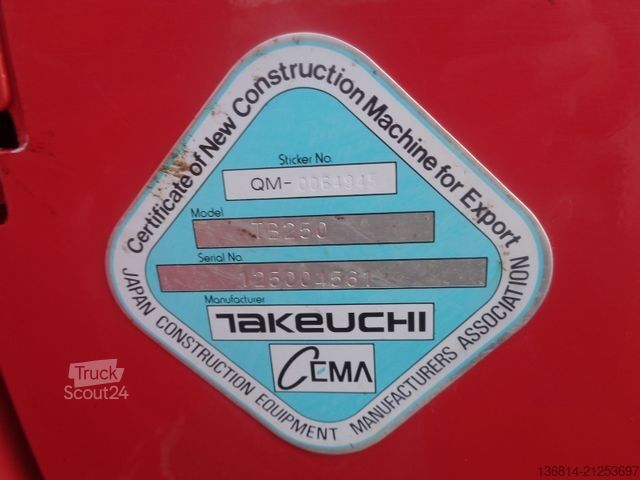 Certificate of New Construction Machine for Export
Sticker No.
QM-0064945
Model
TB250
Serial No.
125004561
Manufacturer
TAKEUCHI
CEMA
JAPAN CONSTRUCTION EQUIPMENT MANUFACTURERS ASSOCIATION
Truck
Scout24
136814-21253697